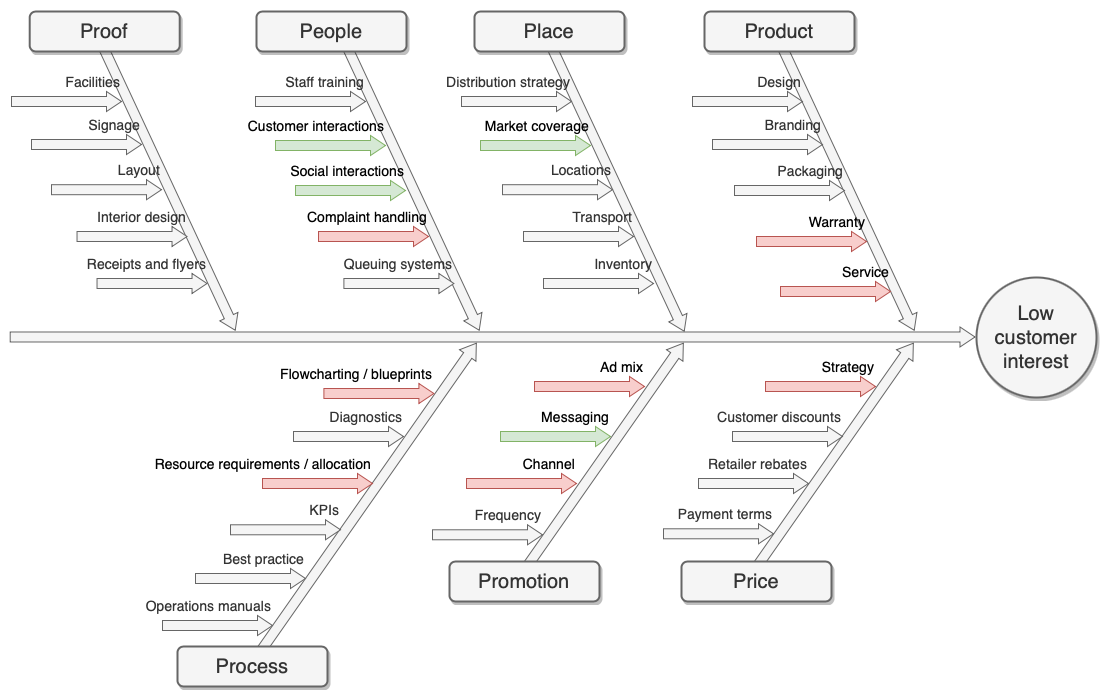 Proof
People
Place
Product
Facilities
Signage
Layout
Interior design
Receipts and flyers
Staff training
Customer interactions
Social interactions
Complaint handling
Queuing systems
Distribution strategy
Market coverage
Locations
Transport
Inventory
Design
Branding
Packaging
Warranty
Service
Low
customer
interest
Flowcharting / blueprints
Diagnostics
Resource requirements / allocation
KPIs
Best practice
Operations manuals
Process
Ad mix
Messaging
Channel
Frequency
Promotion
Strategy
Customer discounts
Retailer rebates
Payment terms
Price